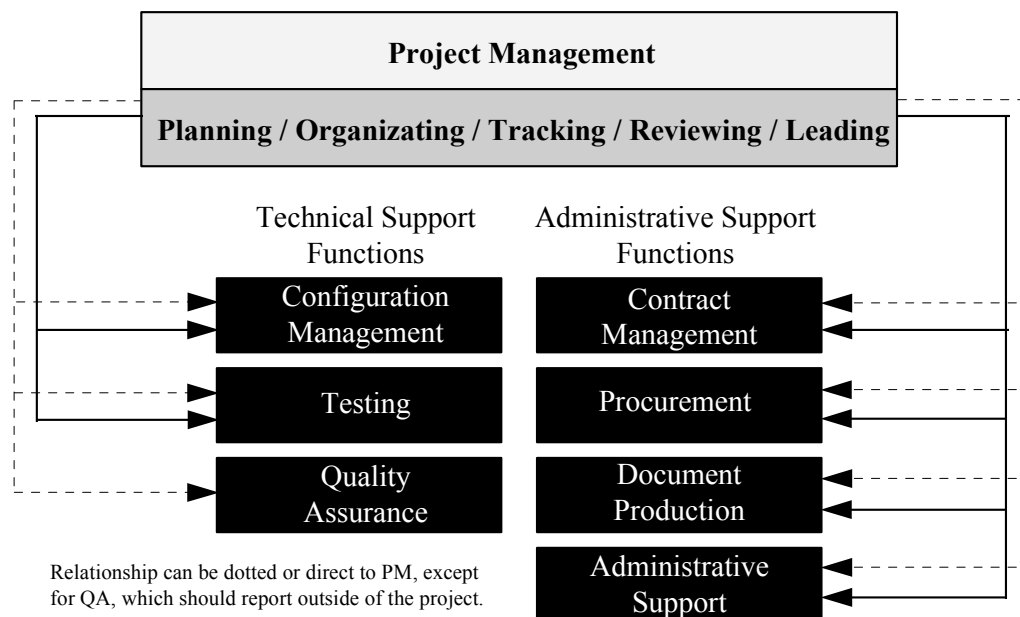 Project Management
Planning / Organizating / Tracking / Reviewing / Leading
Technical Support
Functions
Administrative Support
Functions
Configuration
Management
Contract
Management
Testing
Procurement
Quality
Assurance
Document
Production
Administrative
Support
Relationship can be dotted or direct to PM, except
for QA, which should report outside of the project.